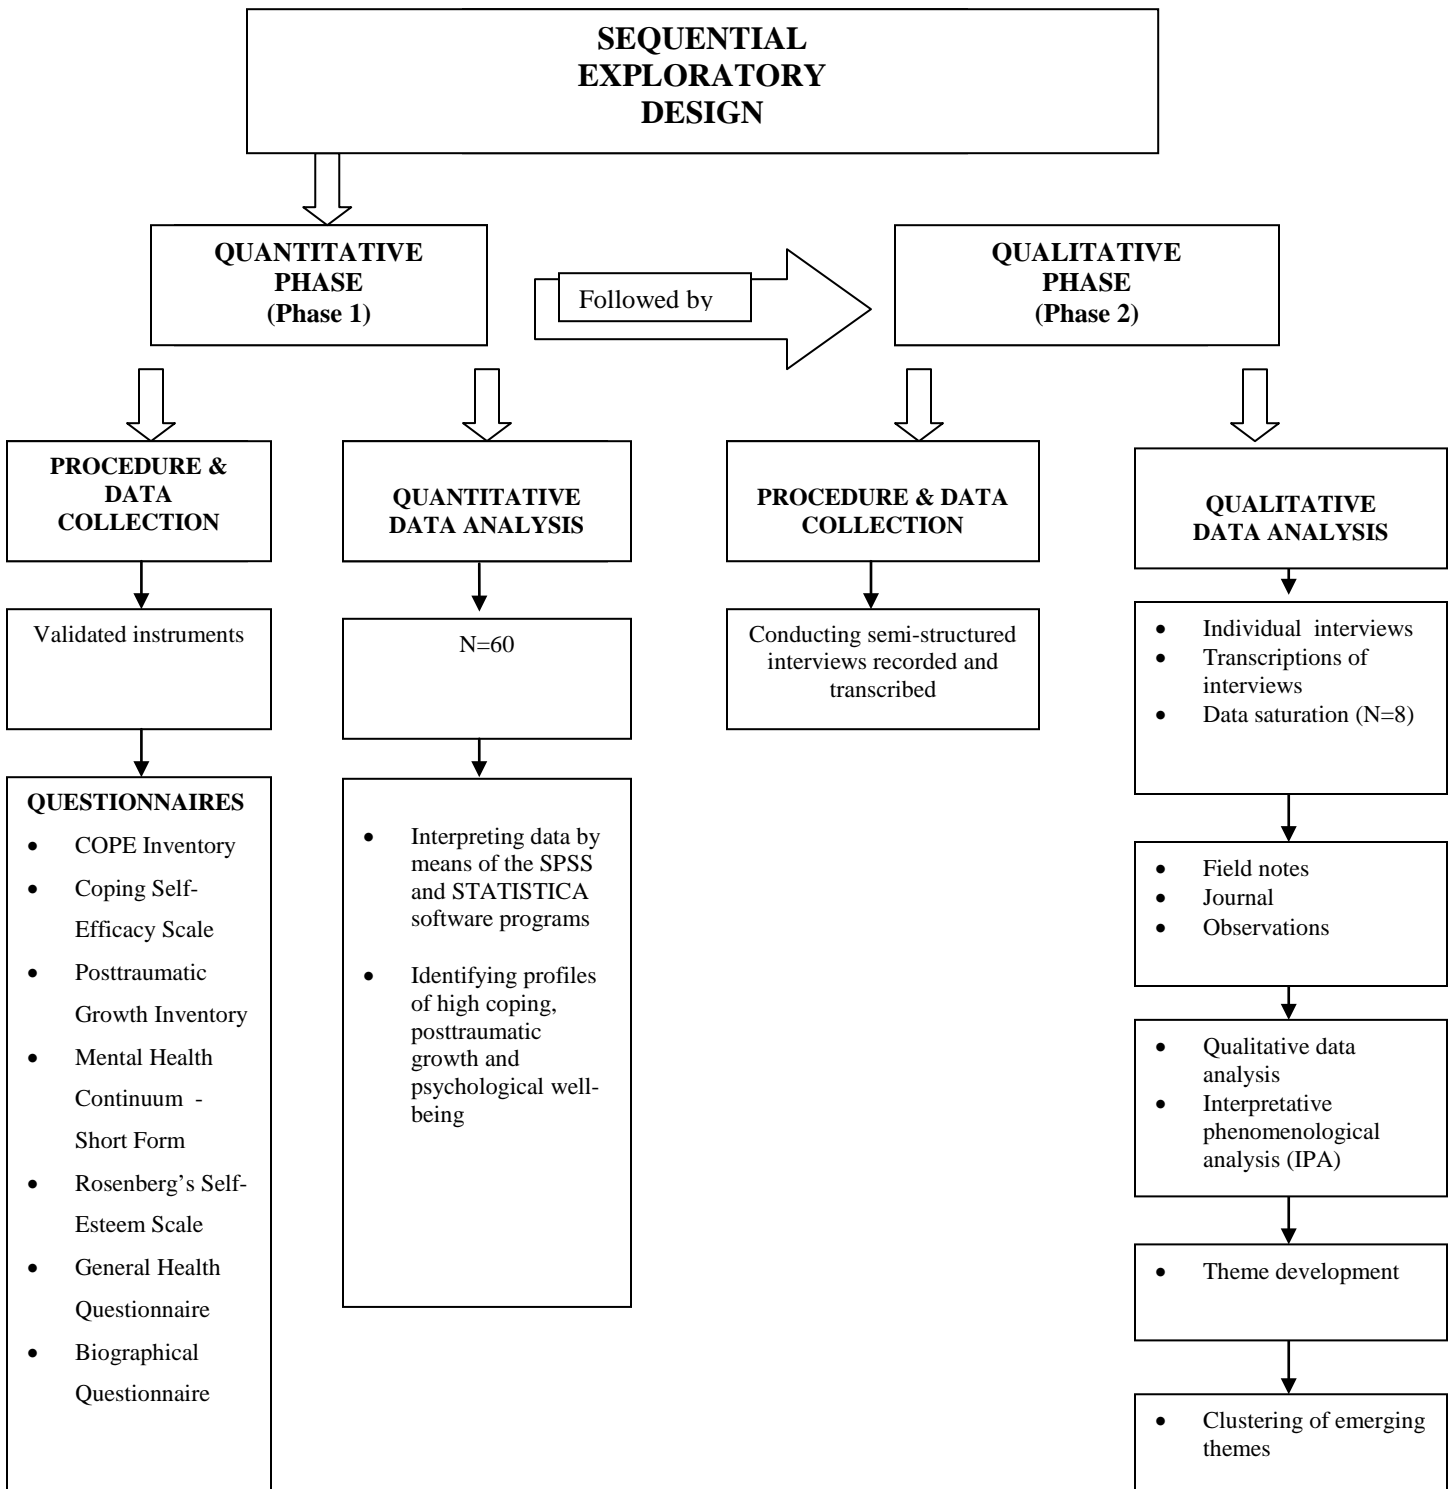 SEQUENTIAL
EXPLORATORY
DESIGN
QUANTITATIVE
PHASE
(Phase 1)
Followed by
QUALITATIVE
PHASE
(Phase 2)
PROCEDURE &
DATA
COLLECTION
QUANTITATIVE
DATA ANALYSIS
PROCEDURE & DATA
COLLECTION
QUALITATIVE
DATA ANALYSIS
Validated instruments
N=60
Conducting semi-structured
interviews recorded and
transcribed
• Individual interviews
• Transcriptions of
interviews
• Data saturation (N=8)
QUESTIONNAIRES
• COPE Inventory
• Coping Self-
Efficacy Scale
• Posttraumatic
Growth Inventory
• Mental Health
Continuum -
Short Form
• Rosenberg’s Self-
Esteem Scale
• General Health
Questionnaire
• Biographical
Questionnaire
• Interpreting data by
means of the SPSS
and STATISTICA
software programs
• Identifying profiles
of high coping,
posttraumatic
growth and
psychological well-
being
• Field notes
• Journal
• Observations
• Qualitative data
analysis
• Interpretative
phenomenological
analysis (IPA)
• Theme development
• Clustering of emerging
themes